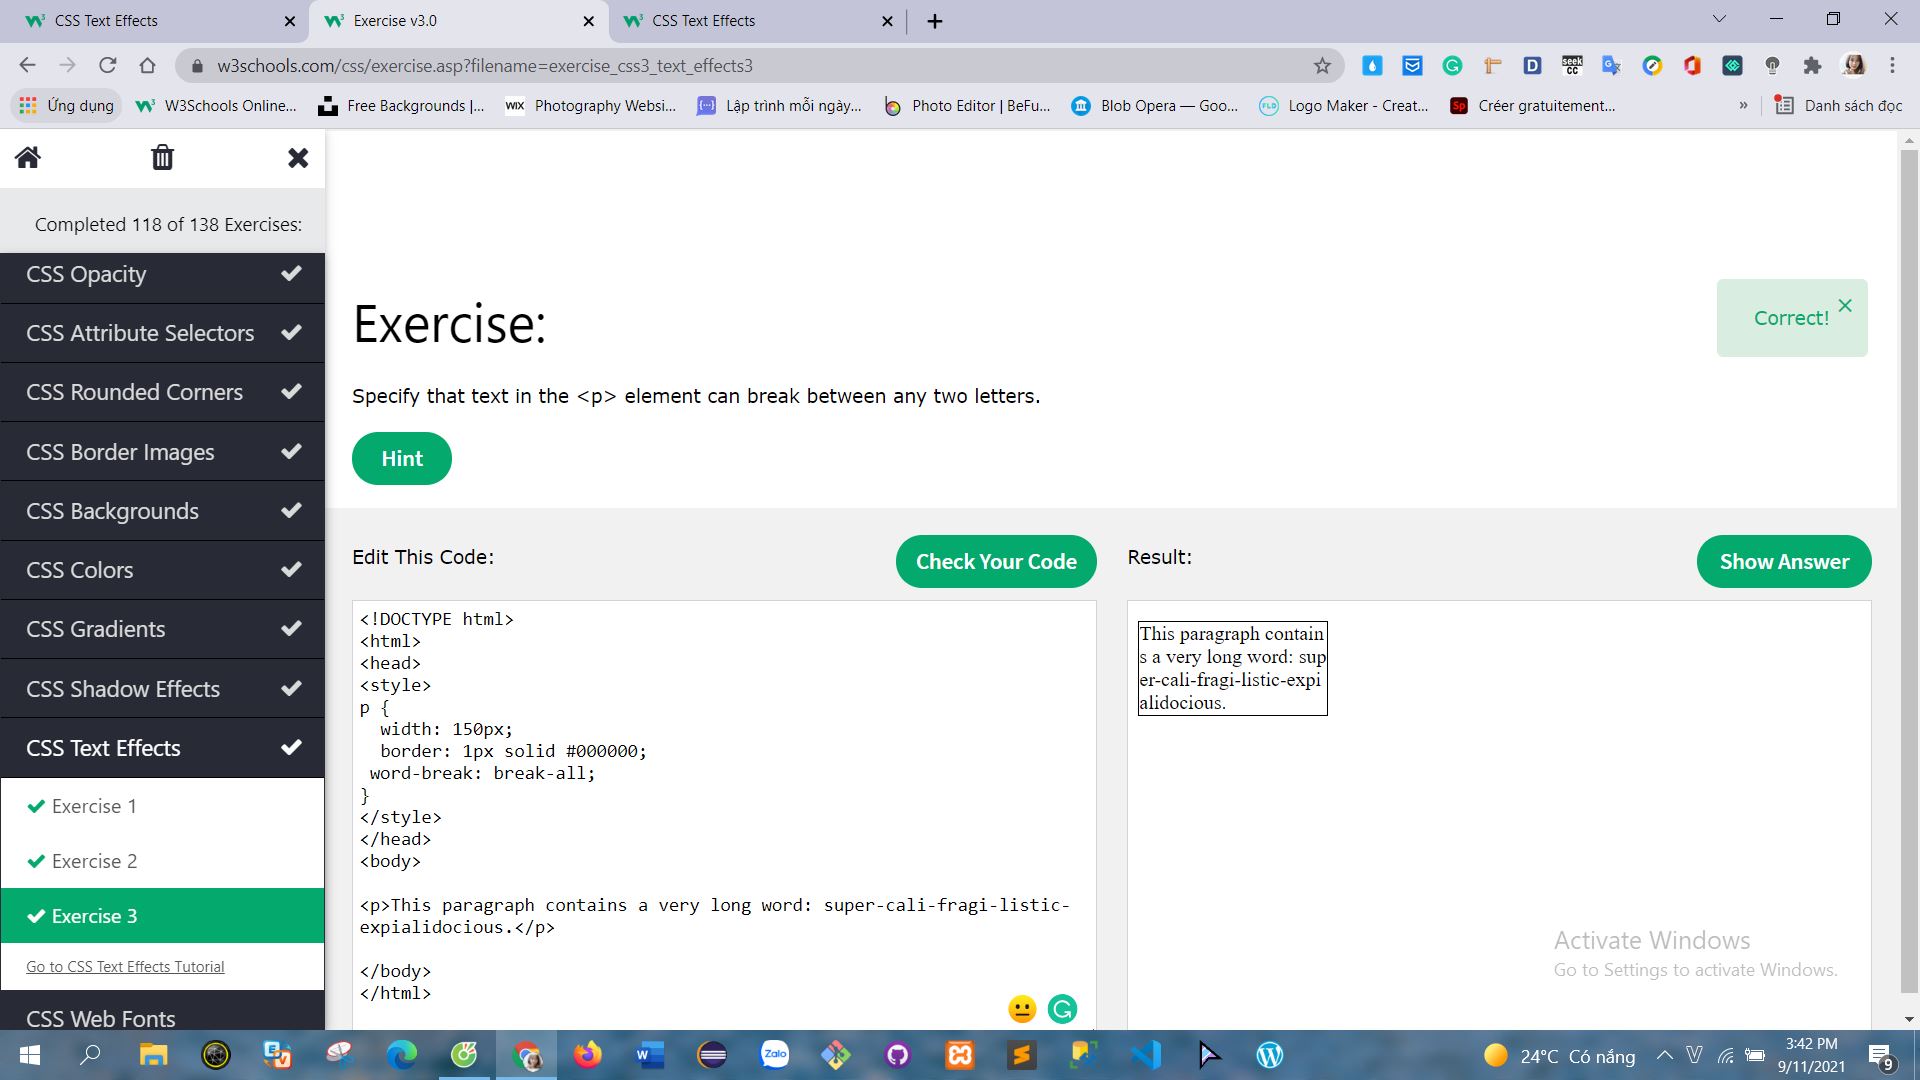 CSS Text Effects
Exercise v3.0
CSS Text Effects
w3schools.com/css/exercise.asp?filename=exercise_css3_text_effects3
seek
CC
Ứng dụng
W3Schools Online...
Free Backgrounds |...
WIX
Photography Websi...
Lập trình mỗi ngày...
Photo Editor | BeFu...
Blob Opera — Goo...
FLD
Logo Maker - Creat...
Sp
Créer gratuitement...
»
Danh sách đọc
Completed 118 of 138 Exercises:
CSS Opacity
CSS Attribute Selectors
CSS Rounded Corners
CSS Border Images
CSS Backgrounds
CSS Colors
CSS Gradients
CSS Shadow Effects
CSS Text Effects
Exercise 1
Exercise 2
Exercise 3
Go to CSS Text Effects Tutorial
CSS Web Fonts
Exercise:
Correct!
Specify that text in the <p> element can break between any two letters.
Hint
Edit This Code:
Check Your Code
Result:
Show Answer
<!DOCTYPE html>
<html>
<head>
<style>
p {
  width: 150px;
  border: 1px solid #000000;
 word-break: break-all;
}
</style>
</head>
<body>
<p>This paragraph contains a very long word: super-cali-fragi-listic-
expialidocious.</p>
</body>
</html>
This paragraph contain
s a very long word: sup
er-cali-fragi-listic-expi
alidocious.
Activate Windows
Go to Settings to activate Windows.
Zalo
24°C Có nắng
3:42 PM
9/11/2021
9